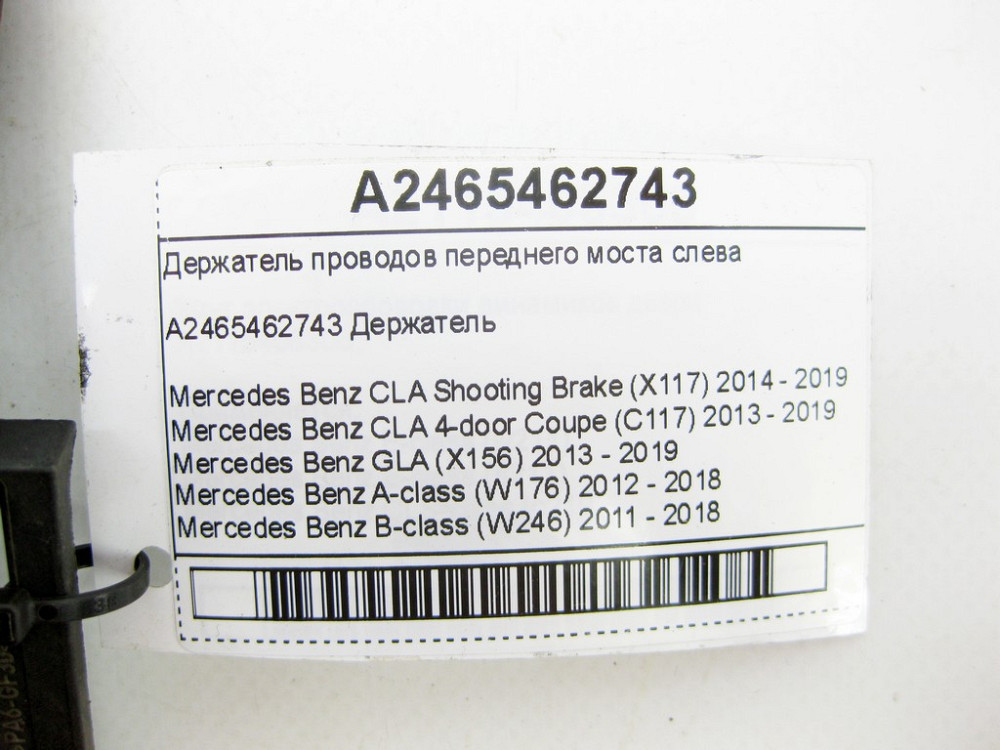 A2465462743
Держатель проводов переднего моста слева
A2465462743 Держатель
Mercedes Benz CLA Shooting Brake (X117) 2014 - 2019
Mercedes Benz CLA 4-door Coupe (C117) 2013 - 2019
Mercedes Benz GLA (X156) 2013 - 2019
Mercedes Benz A-class (W176) 2012 - 2018
Mercedes Benz B-class (W246) 2011 - 2018